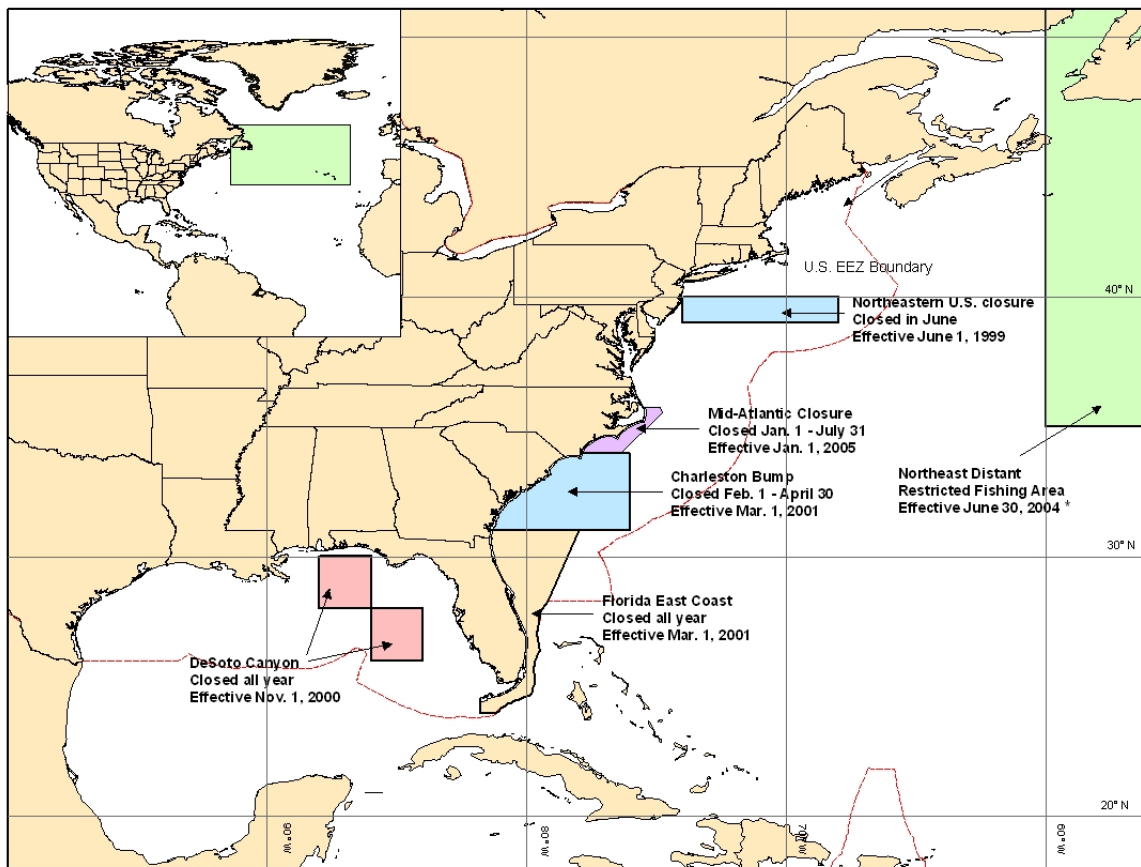 U.S. EEZ Boundary
40° N
Northeastern U.S. closure
Closed in June
Effective June 1, 1999
Mid-Atlantic Closure
Closed Jan. 1 - July 31
Effective Jan. 1, 2005
Charleston Bump
Closed Feb. 1 - April 30
Effective Mar. 1, 2001
Northeast Distant
Restricted Fishing Area
Effective June 30, 2004 *
30° N
Florida East Coast
Closed all year
Effective Mar. 1, 2001
DeSoto Canyon
Closed all year
Effective Nov. 1, 2000
20° N
90° W
80° W
70° W
60° W